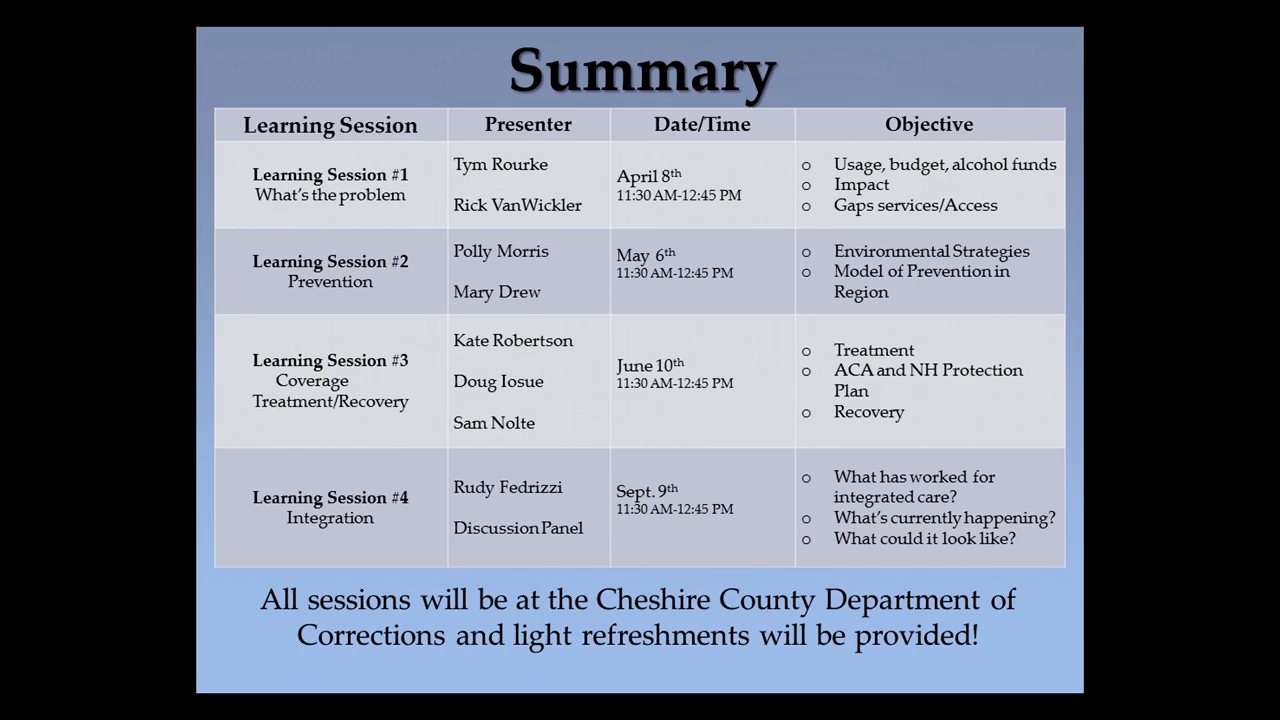 Summary
Learning Session Presenter Date/Time Objective
Learning Session #1
What's the problem
Tym Rourke
Rick VanWickler
April 8th
11:30 AM-12:45 PM
o Usage, budget, alcohol funds
o Impact
o Gaps services/Access
Learning Session #2
Prevention
Polly Morris
Mary Drew
May 6th
11:30 AM-12:45 PM
o Environmental Strategies
o Model of Prevention in
Region
Learning Session #3
Coverage
Treatment/Recovery
Kate Robertson
Doug Iosue
Sam Nolte
June 10th
11:30 AM-12:45 PM
o Treatment
o ACA and NH Protection
Plan
o Recovery
Learning Session #4
Integration
Rudy Fedrizzi
Discussion Panel
Sept. 9th
11:30 AM-12:45 PM
o What has worked for
integrated care?
o What's currently happening?
o What could it look like?
All sessions will be at the Cheshire County Department of
Corrections and light refreshments will be provided!